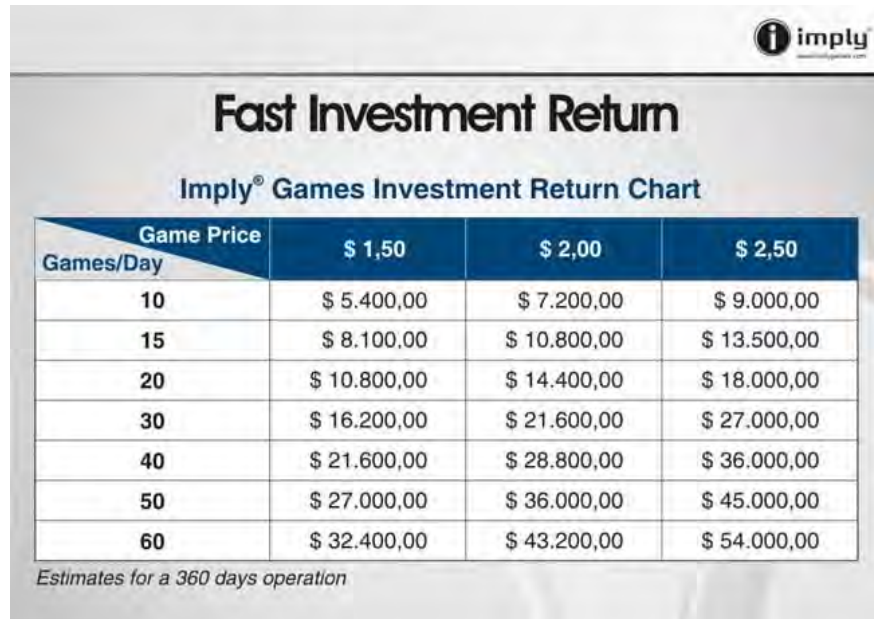 imply
Fast Investment Return
Imply® Games Investment Return Chart
Game Price
Games/Day
$ 1,50 $ 2,00 $ 2,50
10 $ 5.400,00 $ 7.200,00 $ 9.000,00
15 $ 8.100.00 $ 10.800,00 $ 13.500,00
20 $ 10.800,00 $ 14.400,00 $ 18.000,00
30 $ 16.200,00 $ 21.600,00 $ 27.000,00
40 $ 21.600,00 $ 28.800,00 $ 36.000,00
50 $ 27.000,00 $ 36.000,00 $ 45.000,00
60 $ 32.400,00 $ 43.200,00 $ 54.000,00
Estimates for a 360 days operation